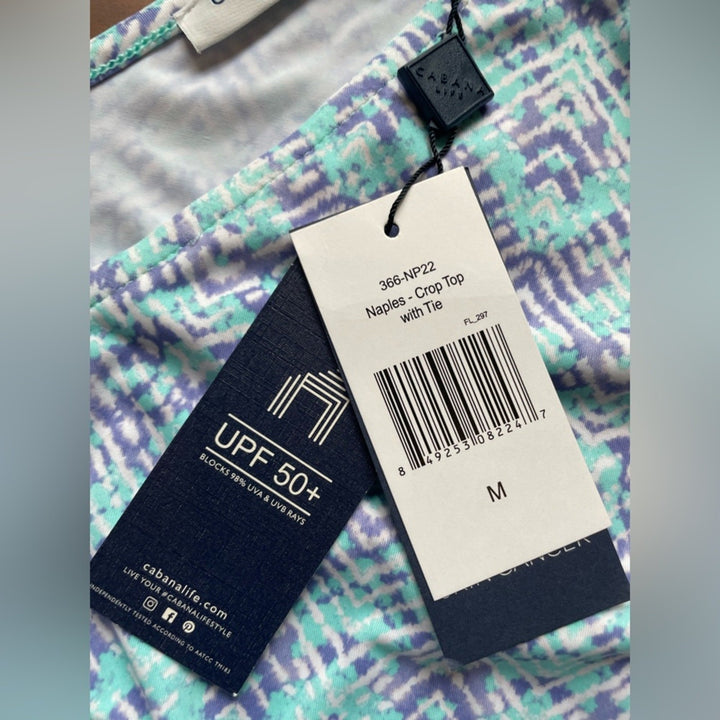 CABANA
LIFE
366-NP22
Naples - Crop Top
with Tie
FL_297
8 49253 08224 7
M
UPF 50+
BLOCKS 98% UVA & UVB RAYS
cabanalife.com
LIVE YOUR #CABANALIFESTYLE
INDEPENDENTLY TESTED ACCORDING TO AATCC TM183
CANCER